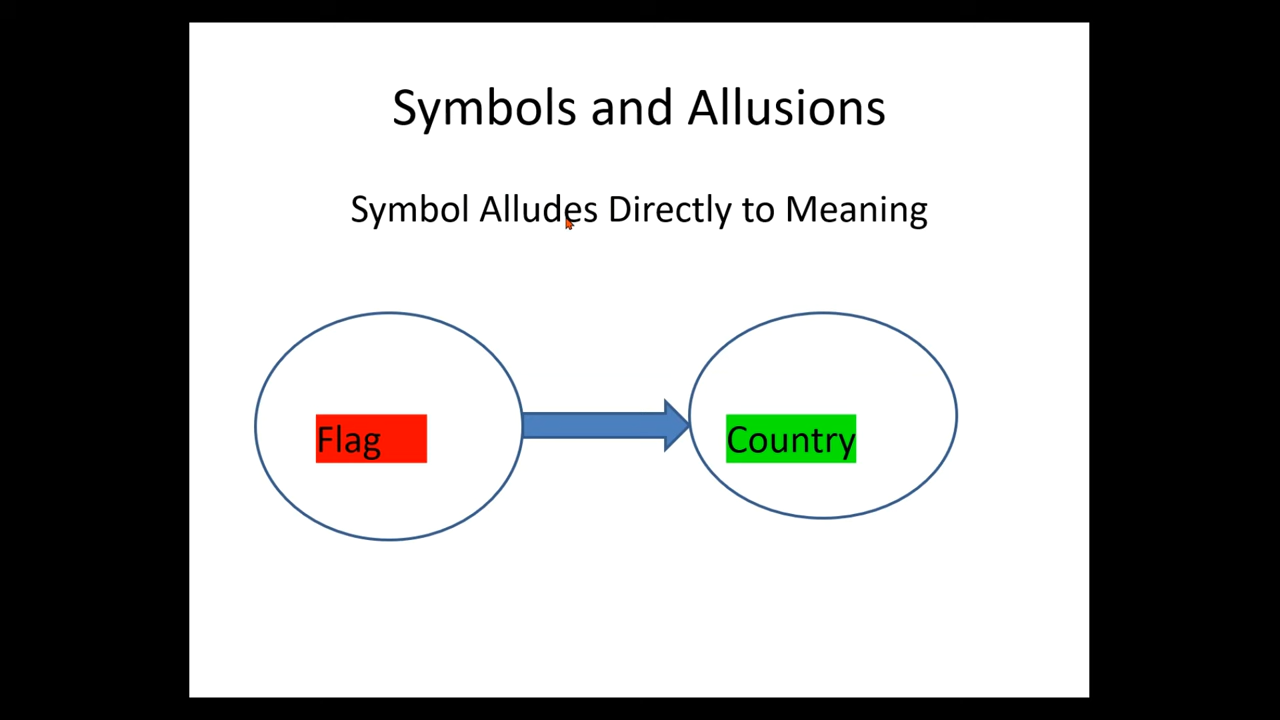 Symbols and Allusions
Symbol Alludes Directly to Meaning
Flag
Country